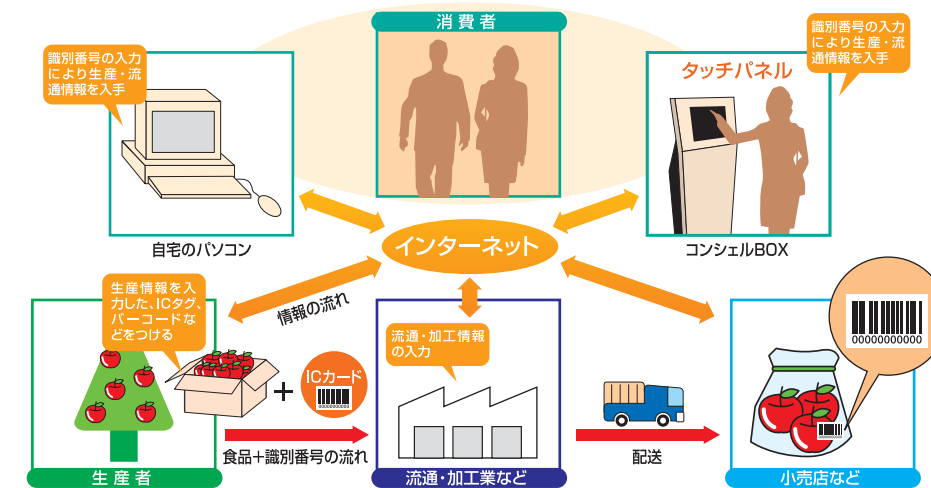 消費者
識別番号の入力
により生産・流
通情報を入手
識別番号の入力
により生産・流
通情報を入手
タッチパネル
自宅のパソコン
インターネット
コンシェルBOX
生産情報を入
力した、ICタグ、
バーコードな
どをつける
情報の流れ
流通・加工情報
の入力
00000000000
+
ICカード
0000000000
食品+識別番号の流れ
配送
生産者
流通・加工業など
小売店など